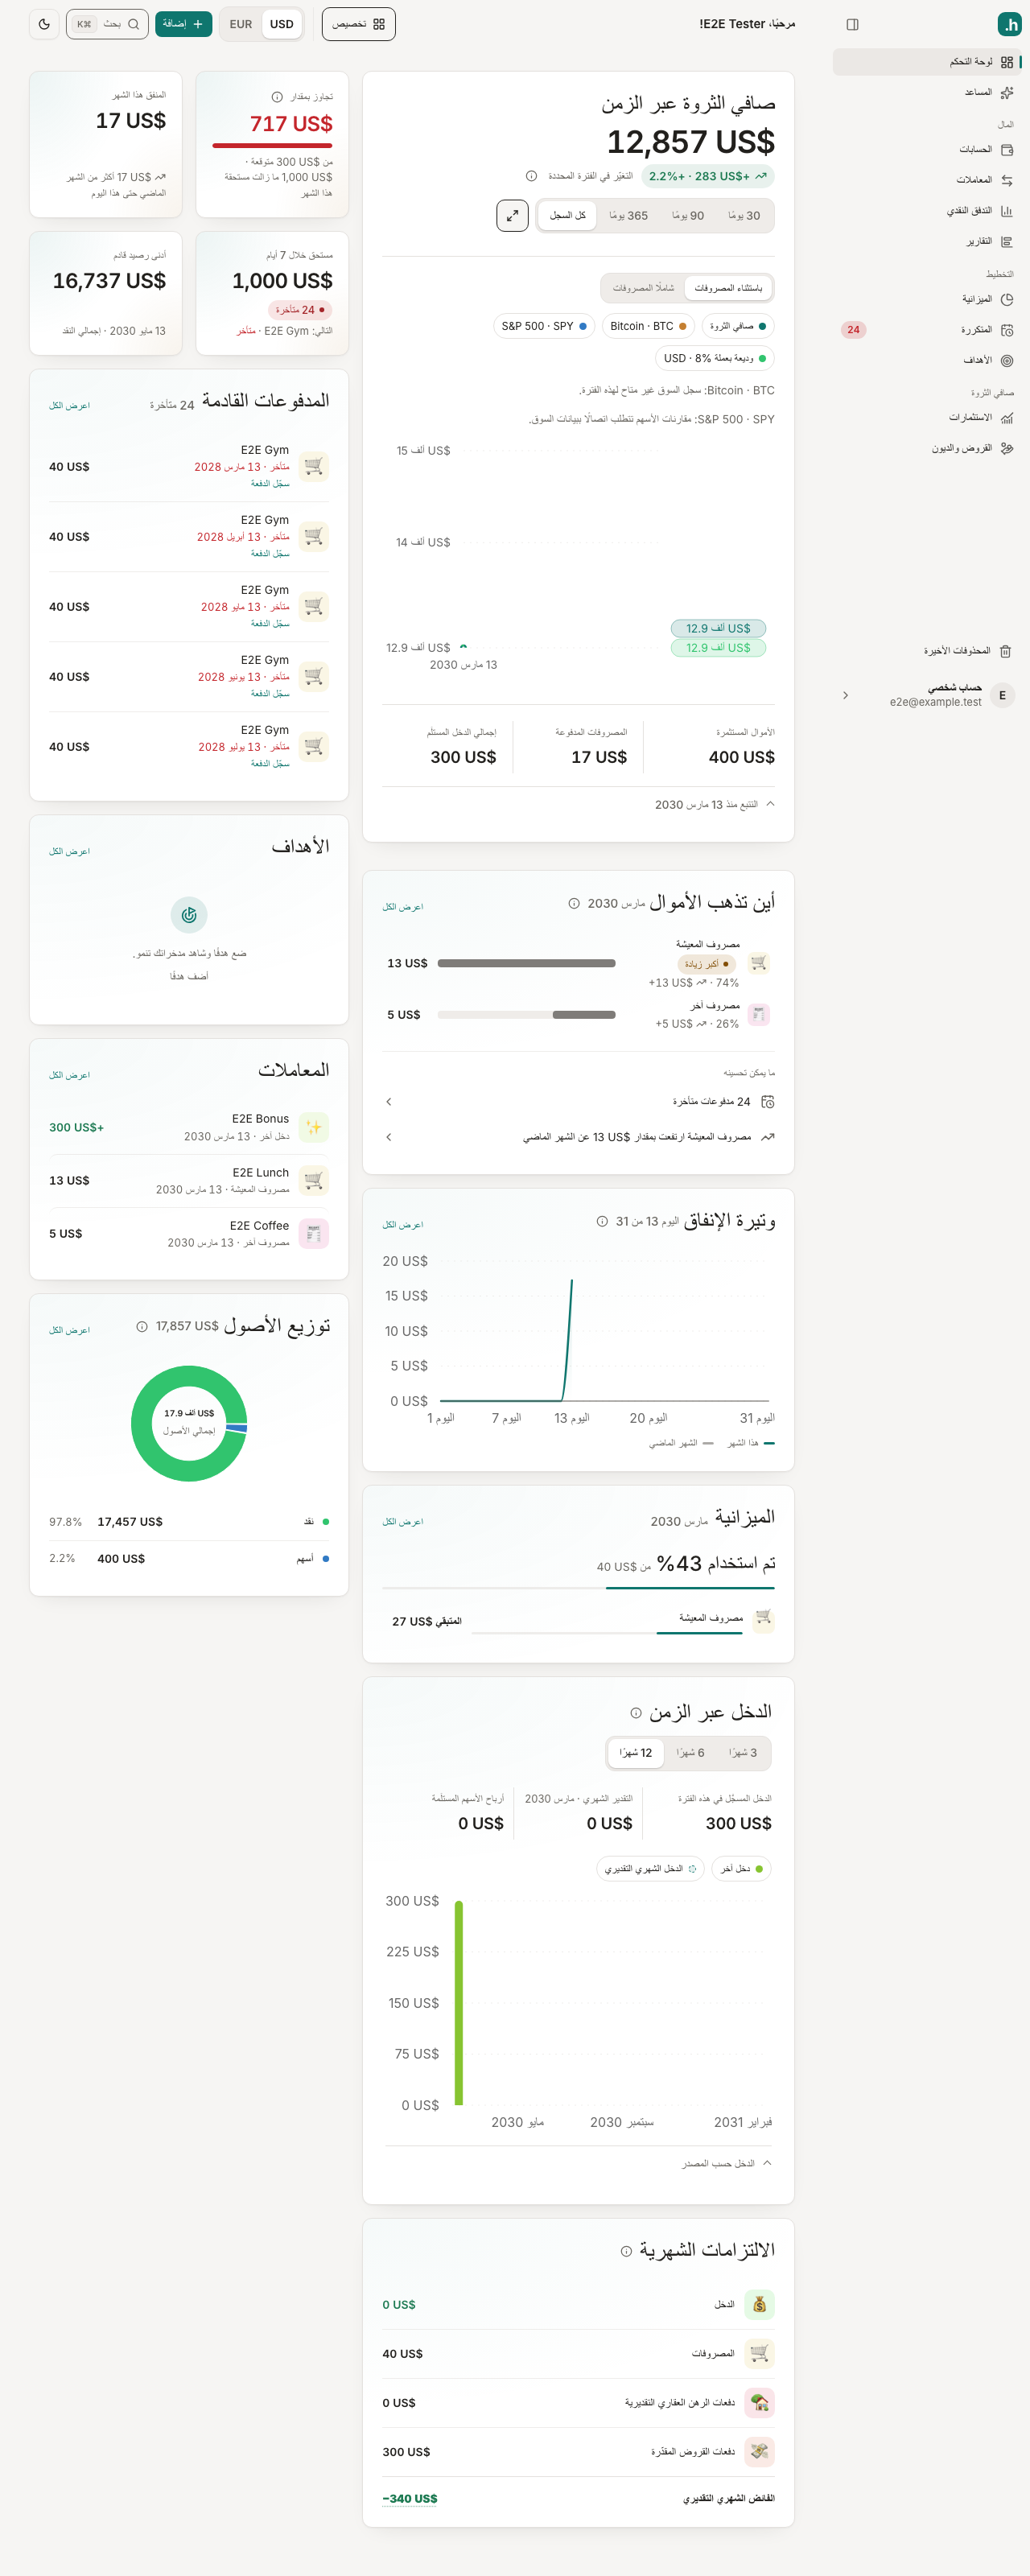 h.
لوحة التحكم
المساعد
المال
الحسابات
المعاملات
التدفق النقدي
التقارير
التخطيط
الميزانية
المتكررة
24
الأهداف
صافي الثروة
الاستثمارات
القروض والديون
المحذوفات الأخيرة
E
حساب شخصي
e2e@example.test
مرحبًا، E2E Tester!
تخصيص
USD
EUR
إضافة
بحث
⌘K
صافي الثروة عبر الزمن
12,857 US$
+2.2% · +283 US$
التغيّر في الفترة المحددة
30 يومًا
90 يومًا
365 يومًا
كل السجل
باستثناء المصروفات
شاملًا المصروفات
صافي الثروة
Bitcoin · BTC
S&P 500 · SPY
وديعة بعملة USD · 8%
Bitcoin · BTC: سجل السوق غير متاح لهذه الفترة.
S&P 500 · SPY: مقارنات الأسهم تتطلب اتصالًا ببيانات السوق.
15 ألف US$
14 ألف US$
12.9 ألف US$
12.9 ألف US$
12.9 ألف US$
13 مارس 2030
الأموال المستثمرة
400 US$
المصروفات المدفوعة
17 US$
إجمالي الدخل المستلم
300 US$
التتبع منذ 13 مارس 2030
تجاوز بمقدار
717 US$
من 300 US$ متوقعة ·
1,000 US$ ما زالت مستحقة
هذا الشهر
المنفق هذا الشهر
17 US$
17 US$ أكثر من الشهر
الماضي حتى هذا اليوم
مستحق خلال 7 أيام
1,000 US$
24 متأخرة
التالي: E2E Gym · متأخر
أدنى رصيد قادم
16,737 US$
13 مايو 2030 · إجمالي النقد
المدفوعات القادمة
24 متأخرة
اعرض الكل
E2E Gym
متأخر · 13 مارس 2028
سجّل الدفعة
40 US$
E2E Gym
متأخر · 13 أبريل 2028
سجّل الدفعة
40 US$
E2E Gym
متأخر · 13 مايو 2028
سجّل الدفعة
40 US$
E2E Gym
متأخر · 13 يونيو 2028
سجّل الدفعة
40 US$
E2E Gym
متأخر · 13 يوليو 2028
سجّل الدفعة
40 US$
الأهداف
اعرض الكل
ضع هدفًا وشاهد مدخراتك تنمو.
أضف هدفًا
المعاملات
اعرض الكل
E2E Bonus
دخل آخر · 13 مارس 2030
+300 US$
E2E Lunch
مصروف المعيشة · 13 مارس 2030
13 US$
E2E Coffee
مصروف آخر · 13 مارس 2030
5 US$
توزيع الأصول
17,857 US$
اعرض الكل
17.9 ألف US$
إجمالي الأصول
نقد
17,457 US$
97.8%
أسهم
400 US$
2.2%
أين تذهب الأموال
مارس 2030
اعرض الكل
مصروف المعيشة
أكبر زيادة
74% · +13 US$
13 US$
مصروف آخر
26% · +5 US$
5 US$
ما يمكن تحسينه
24 مدفوعات متأخرة
مصروف المعيشة ارتفعت بمقدار 13 US$ عن الشهر الماضي
وتيرة الإنفاق
اليوم 13 من 31
اعرض الكل
20 US$
15 US$
10 US$
5 US$
0 US$
اليوم 1
اليوم 7
اليوم 13
اليوم 20
اليوم 31
هذا الشهر
الشهر الماضي
الميزانية
مارس 2030
اعرض الكل
تم استخدام 43%
من 40 US$
مصروف المعيشة
المتبقي 27 US$
الدخل عبر الزمن
3 شهرًا
6 شهرًا
12 شهرًا
الدخل المسجّل في هذه الفترة
300 US$
التقدير الشهري · مارس 2030
0 US$
أرباح الأسهم المستلمة
0 US$
دخل آخر
الدخل الشهري التقديري
300 US$
225 US$
150 US$
75 US$
0 US$
مايو 2030
سبتمبر 2030
فبراير 2031
الدخل حسب المصدر
الالتزامات الشهرية
الدخل
0 US$
المصروفات
40 US$
دفعات الرهن العقاري التقديرية
0 US$
دفعات القروض المقدّرة
300 US$
الفائض الشهري التقديري
−340 US$